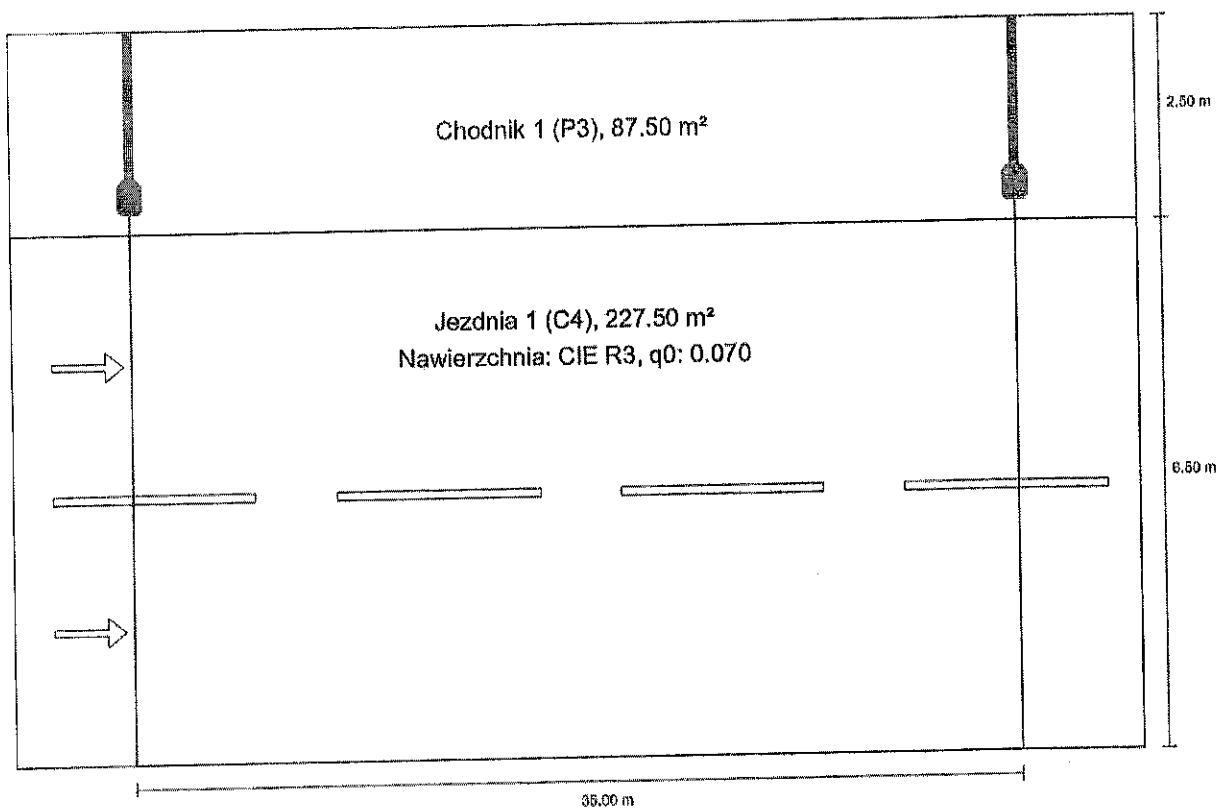 Chodnik 1 (P3), 87.50 m²
2.50 m
Jezdnia 1 (C4), 227.50 m²
Nawierzchnia: CIE R3, q0: 0.070
6.50 m
35.00 m